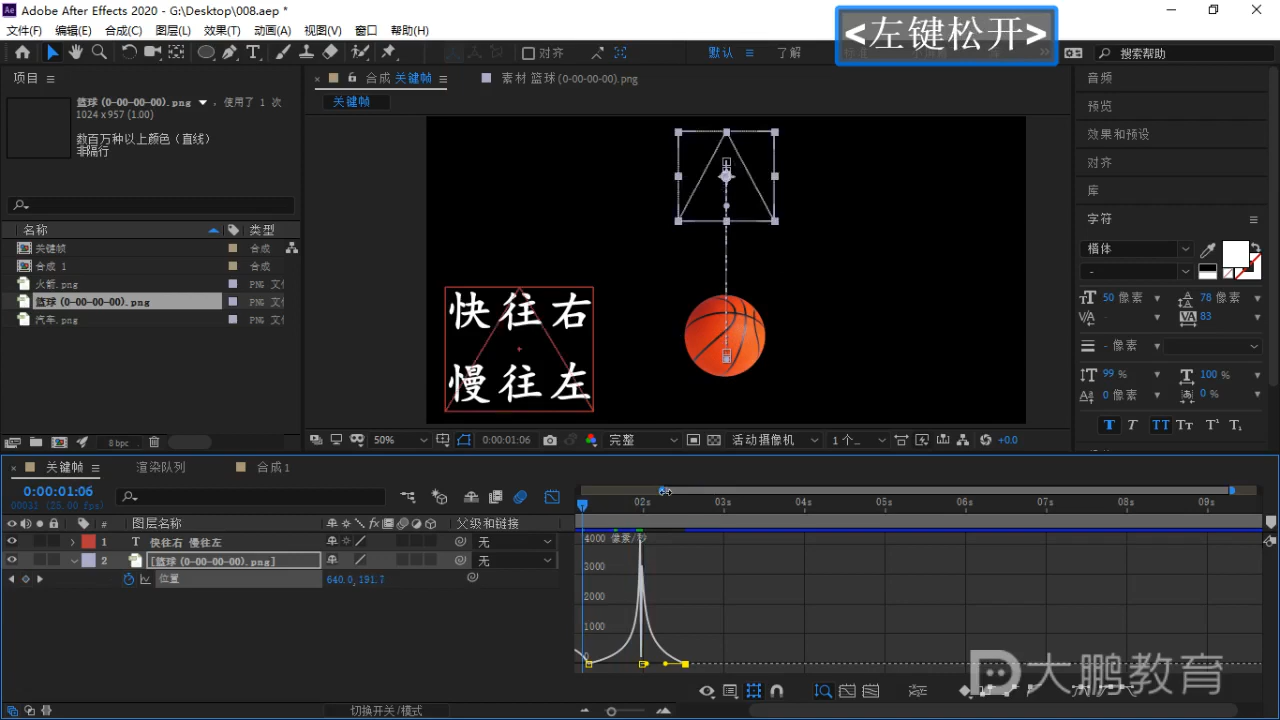 Adobe After Effects 2020 - G:\Desktop\008.aep *
<左键松开>
文件(F) 编辑(E) 合成(C) 图层(L) 效果(T) 动画(A) 视图(V) 窗口 帮助(H)
对齐 默认 了解 搜索帮助
项目
合成 关键帧
素材 篮球(0-00-00-00).png
音频
关键帧
篮球(0-00-00-00).png ，使用了 1 次
1024 x 957 (1.00)
数百万种以上颜色（直线）
非隔行
预览
效果和预设
对齐
库
字符
名称 类型
关键帧 合成
合成 1 合成
火箭.png PNG 文
篮球(0-00-00-00).png PNG 文
汽车.png PNG 文
快往右
慢往左
楷体
-
50 像素 78 像素
83
- 像素
99 % 100 %
0 像素 0 %
8 bpc
50% 0:00:01:06 完整 活动摄像机 1个... +0.0
关键帧 渲染队列 合成 1
0:00:01:06
00031 (25.00 fps)
02s 03s 04s 05s 06s 07s 08s 09s
# 图层名称 父级和链接
1 T 快往右 慢往左 无
2 [篮球(0-00-00-00).png] 无
位置 640.0,191.7
4000 像素/秒
3000
2000
1000
0
切换开关/模式
大鹏教育